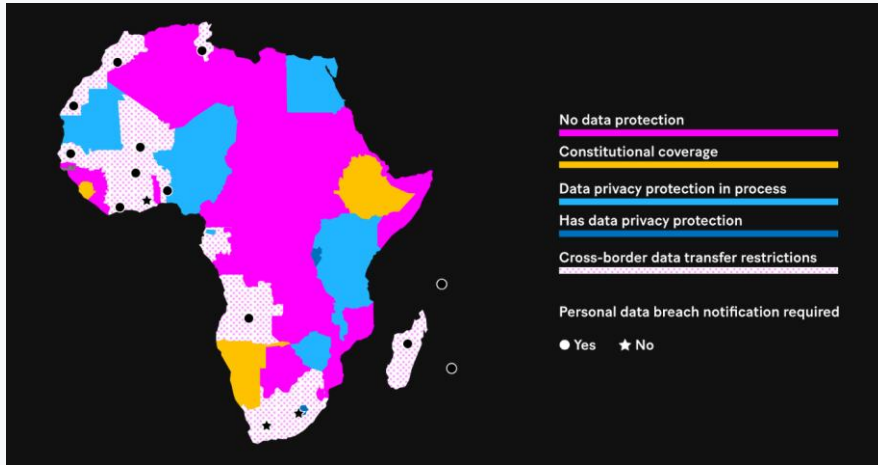 No data protection
Constitutional coverage
Data privacy protection in process
Has data privacy protection
Cross-border data transfer restrictions
Personal data breach notification required
Yes
No